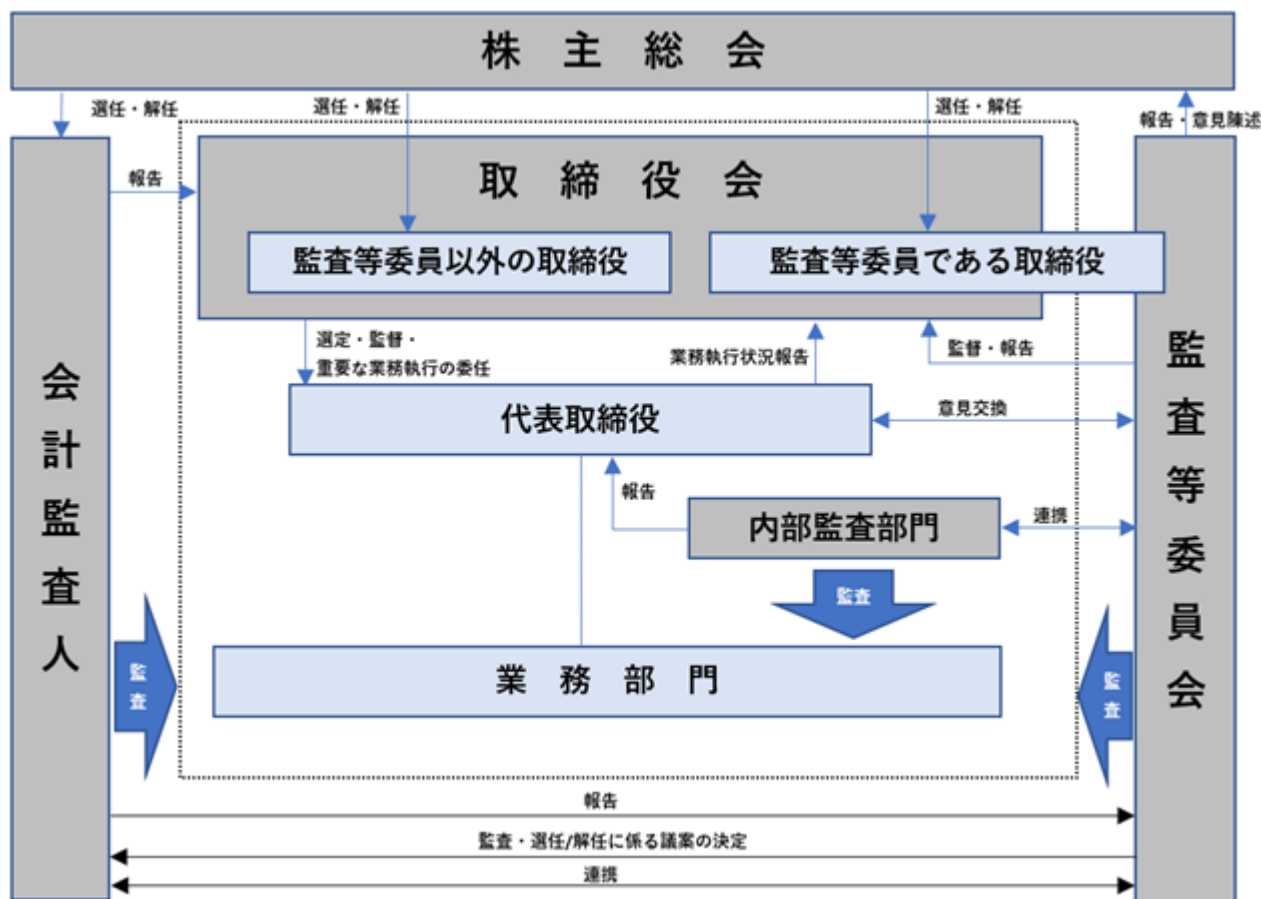 株主総会
選任・解任
選任・解任
選任・解任
報告・意見陳述
取締役会
報告
監査等委員以外の取締役
監査等委員である取締役
選定・監督・
重要な業務執行の委任
業務執行状況報告
監督・報告
代表取締役
意見交換
報告
内部監査部門
連携
監査
業務部門
会計監査人
監査
監査等委員会
監査
報告
監査・選任/解任に係る議案の決定
連携